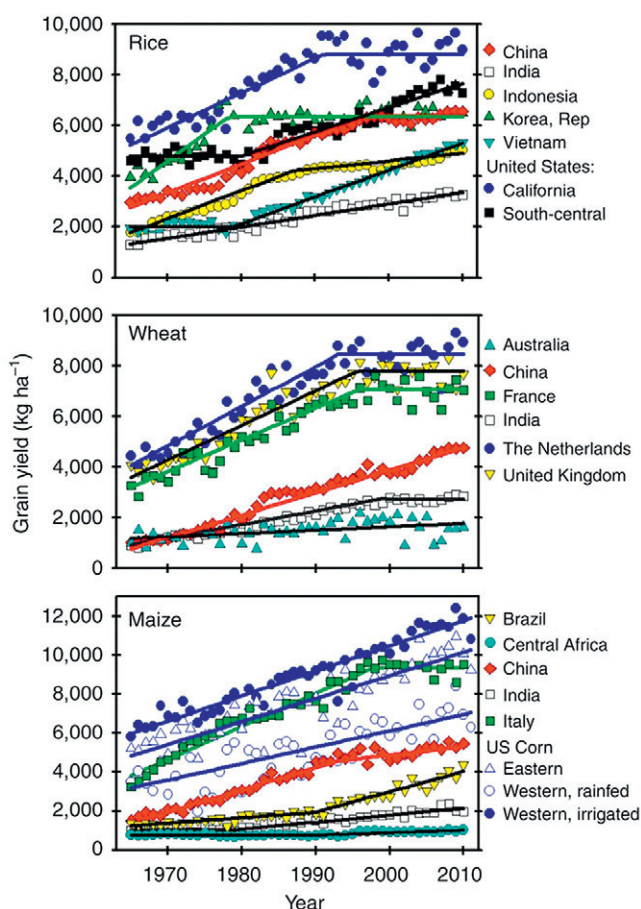 Rice
10,000
8,000
6,000
4,000
2,000
0
China
India
Indonesia
Korea, Rep
Vietnam
United States:
California
South-central
Grain yield (kg ha⁻¹)
Wheat
10,000
8,000
6,000
4,000
2,000
0
Australia
China
France
India
The Netherlands
United Kingdom
Maize
12,000
10,000
8,000
6,000
4,000
2,000
0
Brazil
Central Africa
China
India
Italy
US Corn
Eastern
Western, rainfed
Western, irrigated
1970 1980 1990 2000 2010
Year